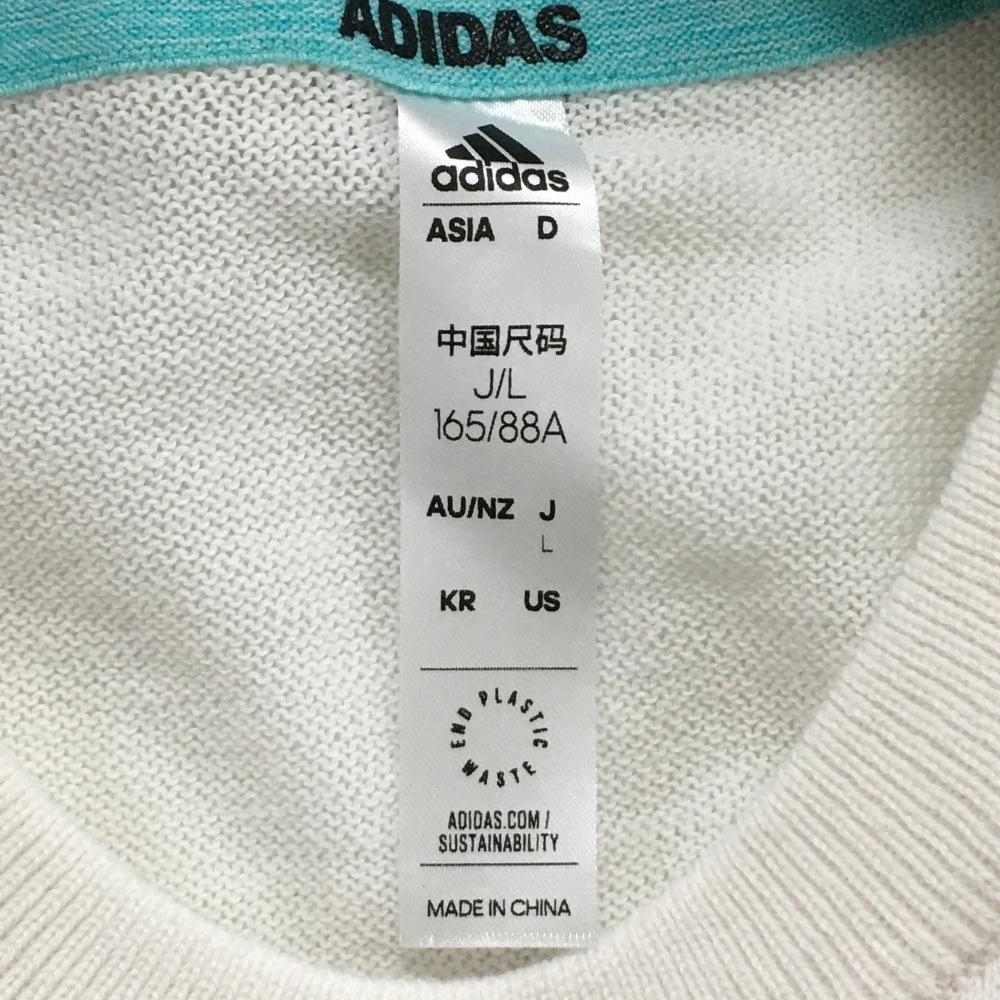 ADIDAS
adidas
ASIA D
中国尺码
J/L
165/88A
AU/NZ J
L
KR US
END PLASTIC WASTE
ADIDAS.COM/
SUSTAINABILITY
MADE IN CHINA